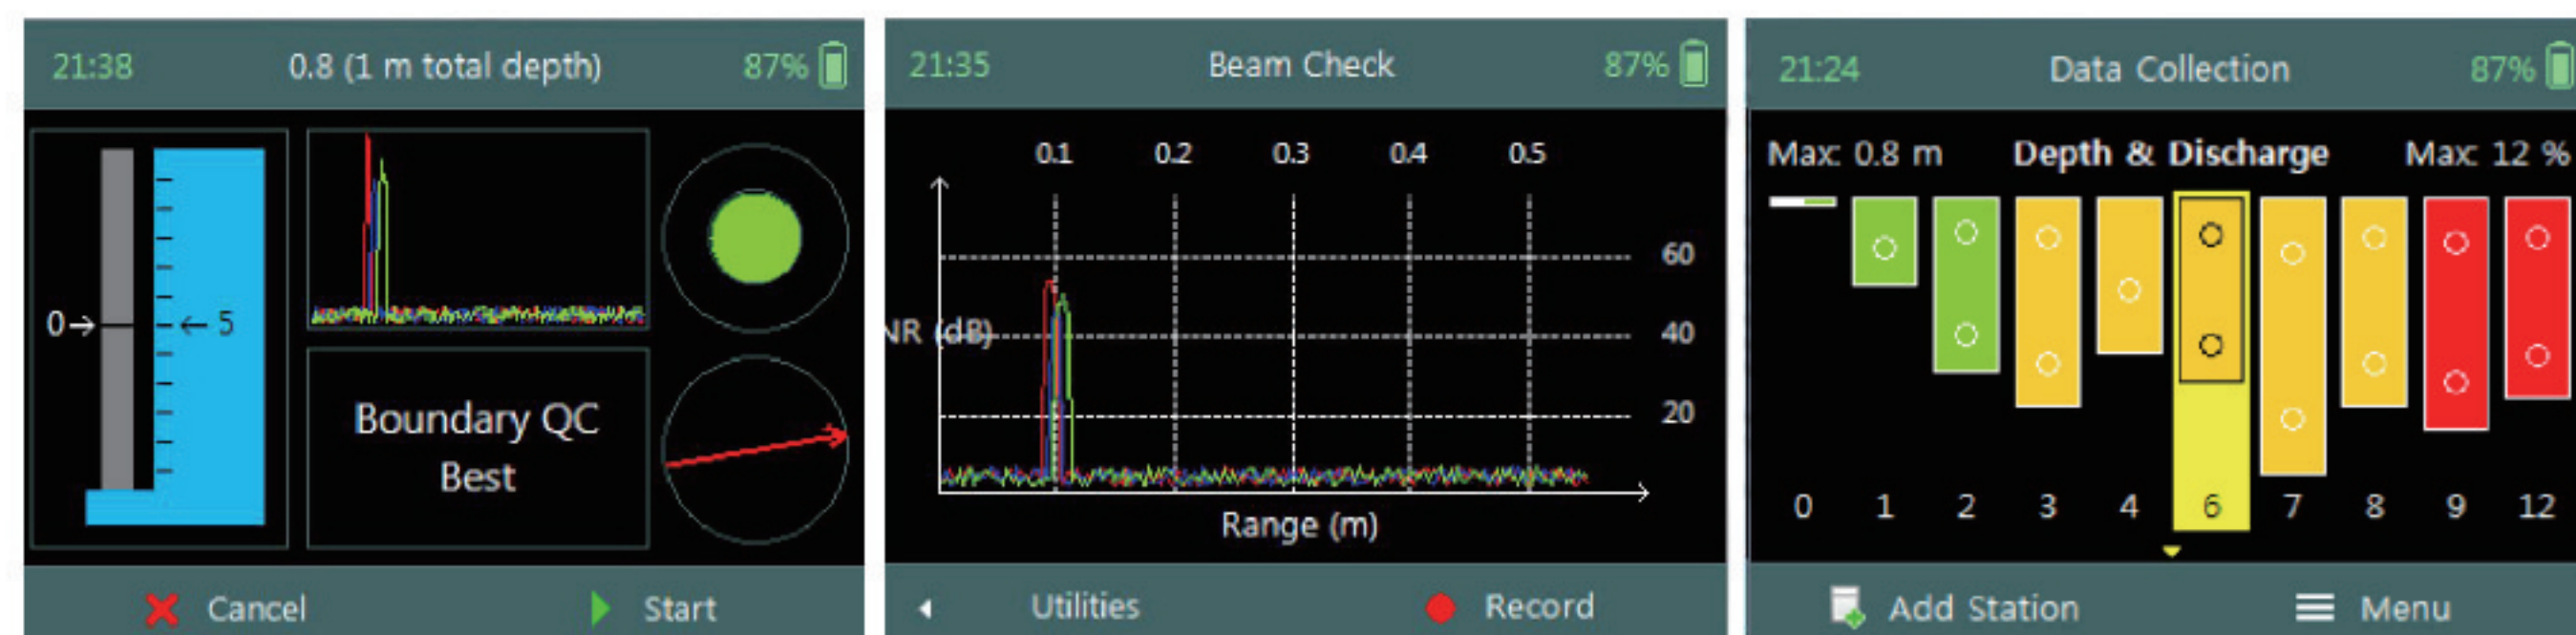 21:38 0.8 (1 m total depth) 87%
0 5
Boundary QC
Best
Cancel Start
21:35 Beam Check 87%
0.1 0.2 0.3 0.4 0.5
60
NR (dB) 40
20
Range (m)
Utilities Record
21:24 Data Collection 87%
Max: 0.8 m Depth & Discharge Max: 12 %
0 1 2 3 4 6 7 8 9 12
Add Station Menu